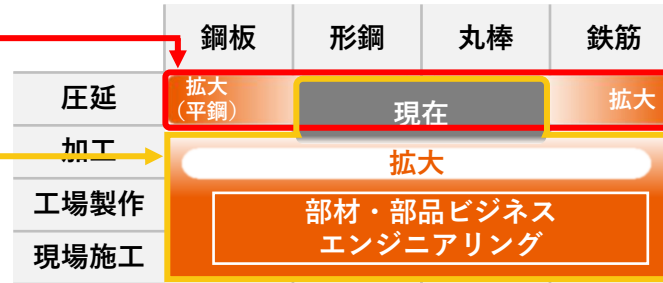 鋼板 形鋼 丸棒 鉄筋
圧延 拡大 現在 拡大
（平鋼）
加工 拡大
工場製作 部材・部品ビジネス
エンジニアリング
現場施工